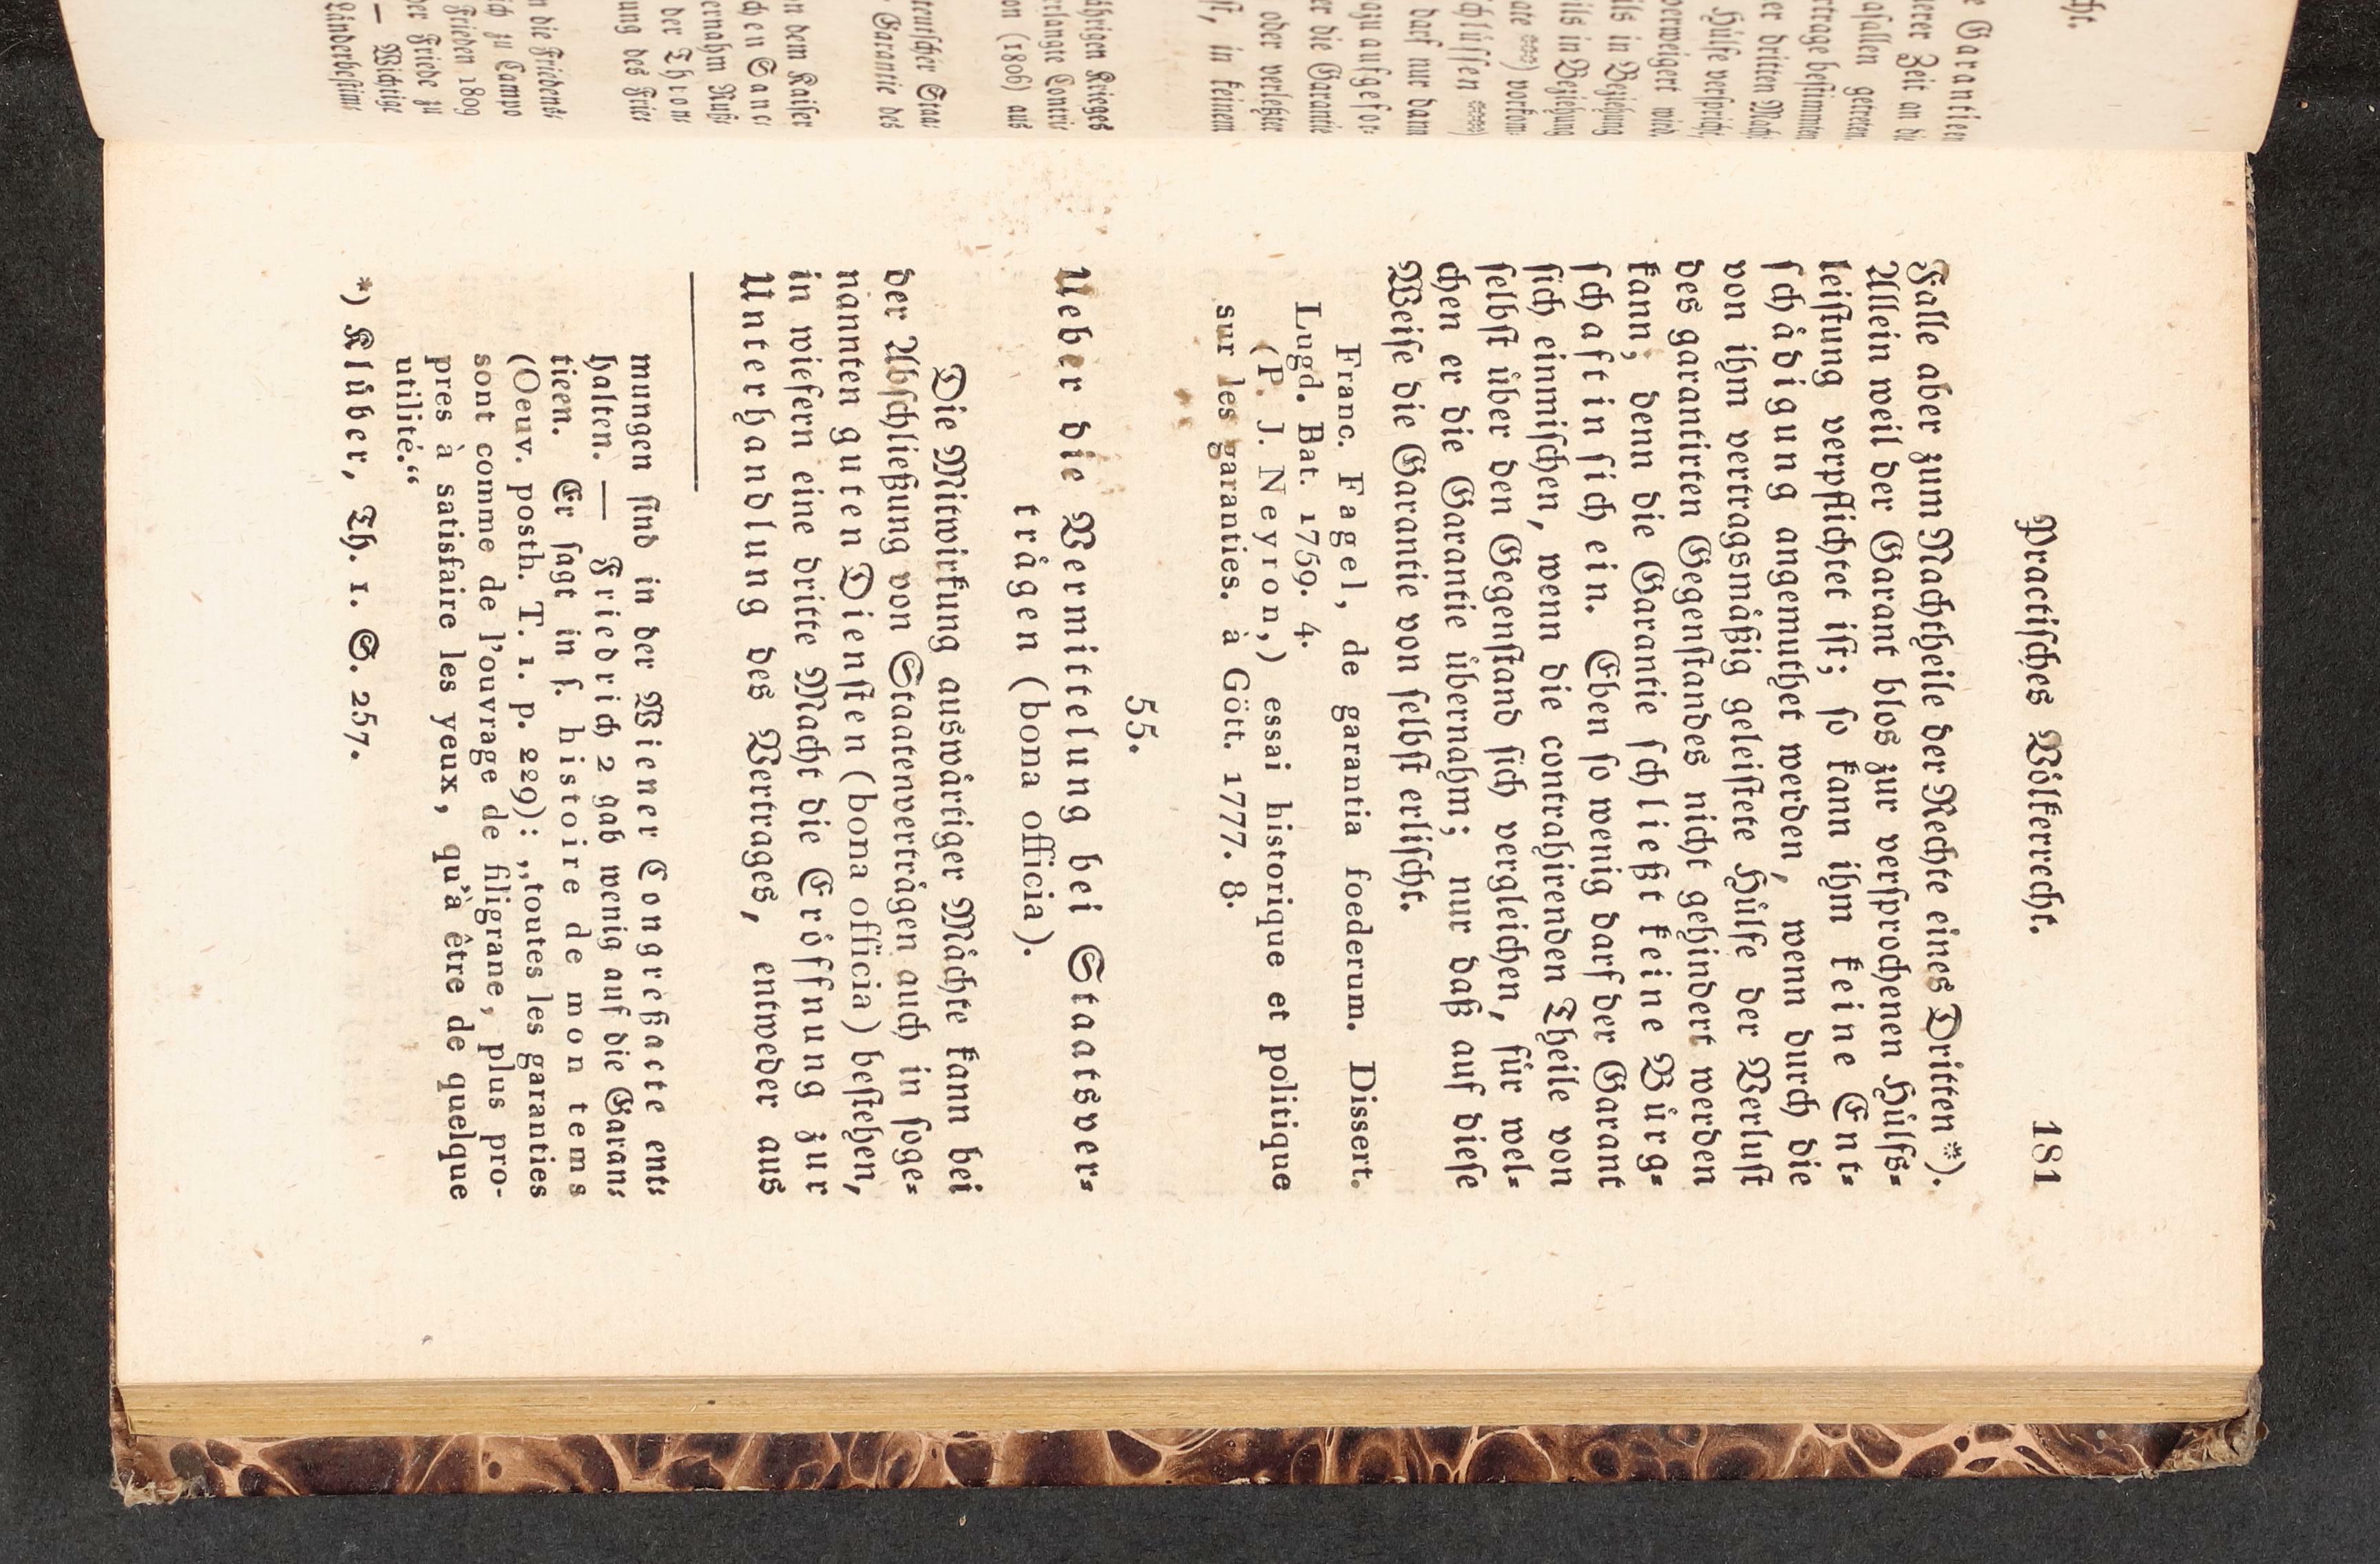 Practisches Völkerrecht. 181
Falle aber zum Nachtheile der Rechte eines Dritten*).
Allein weil der Garant blos zur versprochenen Hülfs-
leistung verpflichtet ist; so kann ihm keine Ent-
schädigung angemuthet werden, wenn durch die
von ihm vertragsmäßig geleistete Hülfe der Verlust
des garantirten Gegenstandes nicht gehindert werden
kann; denn die Garantie schließt keine Bürg-
schaft in sich ein. Eben so wenig darf der Garant
sich einmischen, wenn die contrahirenden Theile von
selbst über den Gegenstand sich vergleichen, für wel-
chen er die Garantie übernahm; nur daß auf diese
Weise die Garantie von selbst erlischt.
Franc. Fagel, de garantia foederum. Dissert.
Lugd. Bat. 1759. 4.
(P. J. Neyron,) essai historique et politique
sur les garanties. à Gött. 1777. 8.
55.
Ueber die Vermittelung bei Staatsver-
trägen (bona officia).
Die Mitwirkung auswärtiger Mächte kann bei
der Abschließung von Staatenverträgen auch in soge-
nannten guten Diensten (bona officia) bestehen,
in wiefern eine dritte Macht die Eröffnung zur
Unterhandlung des Vertrages, entweder aus
mungen sind in der Wiener Congreßacte ent-
halten. — Friedrich 2 gab wenig auf die Garan-
tieen. Er sagt in s. histoire de mon tems
(Oeuv. posth. T. 1. p. 229): „toutes les garanties
sont comme de l'ouvrage de filigrane, plus pro-
pres à satisfaire les yeux, qu'à être de quelque
utilité.“
*) Klüber, Th. 1. S. 257.